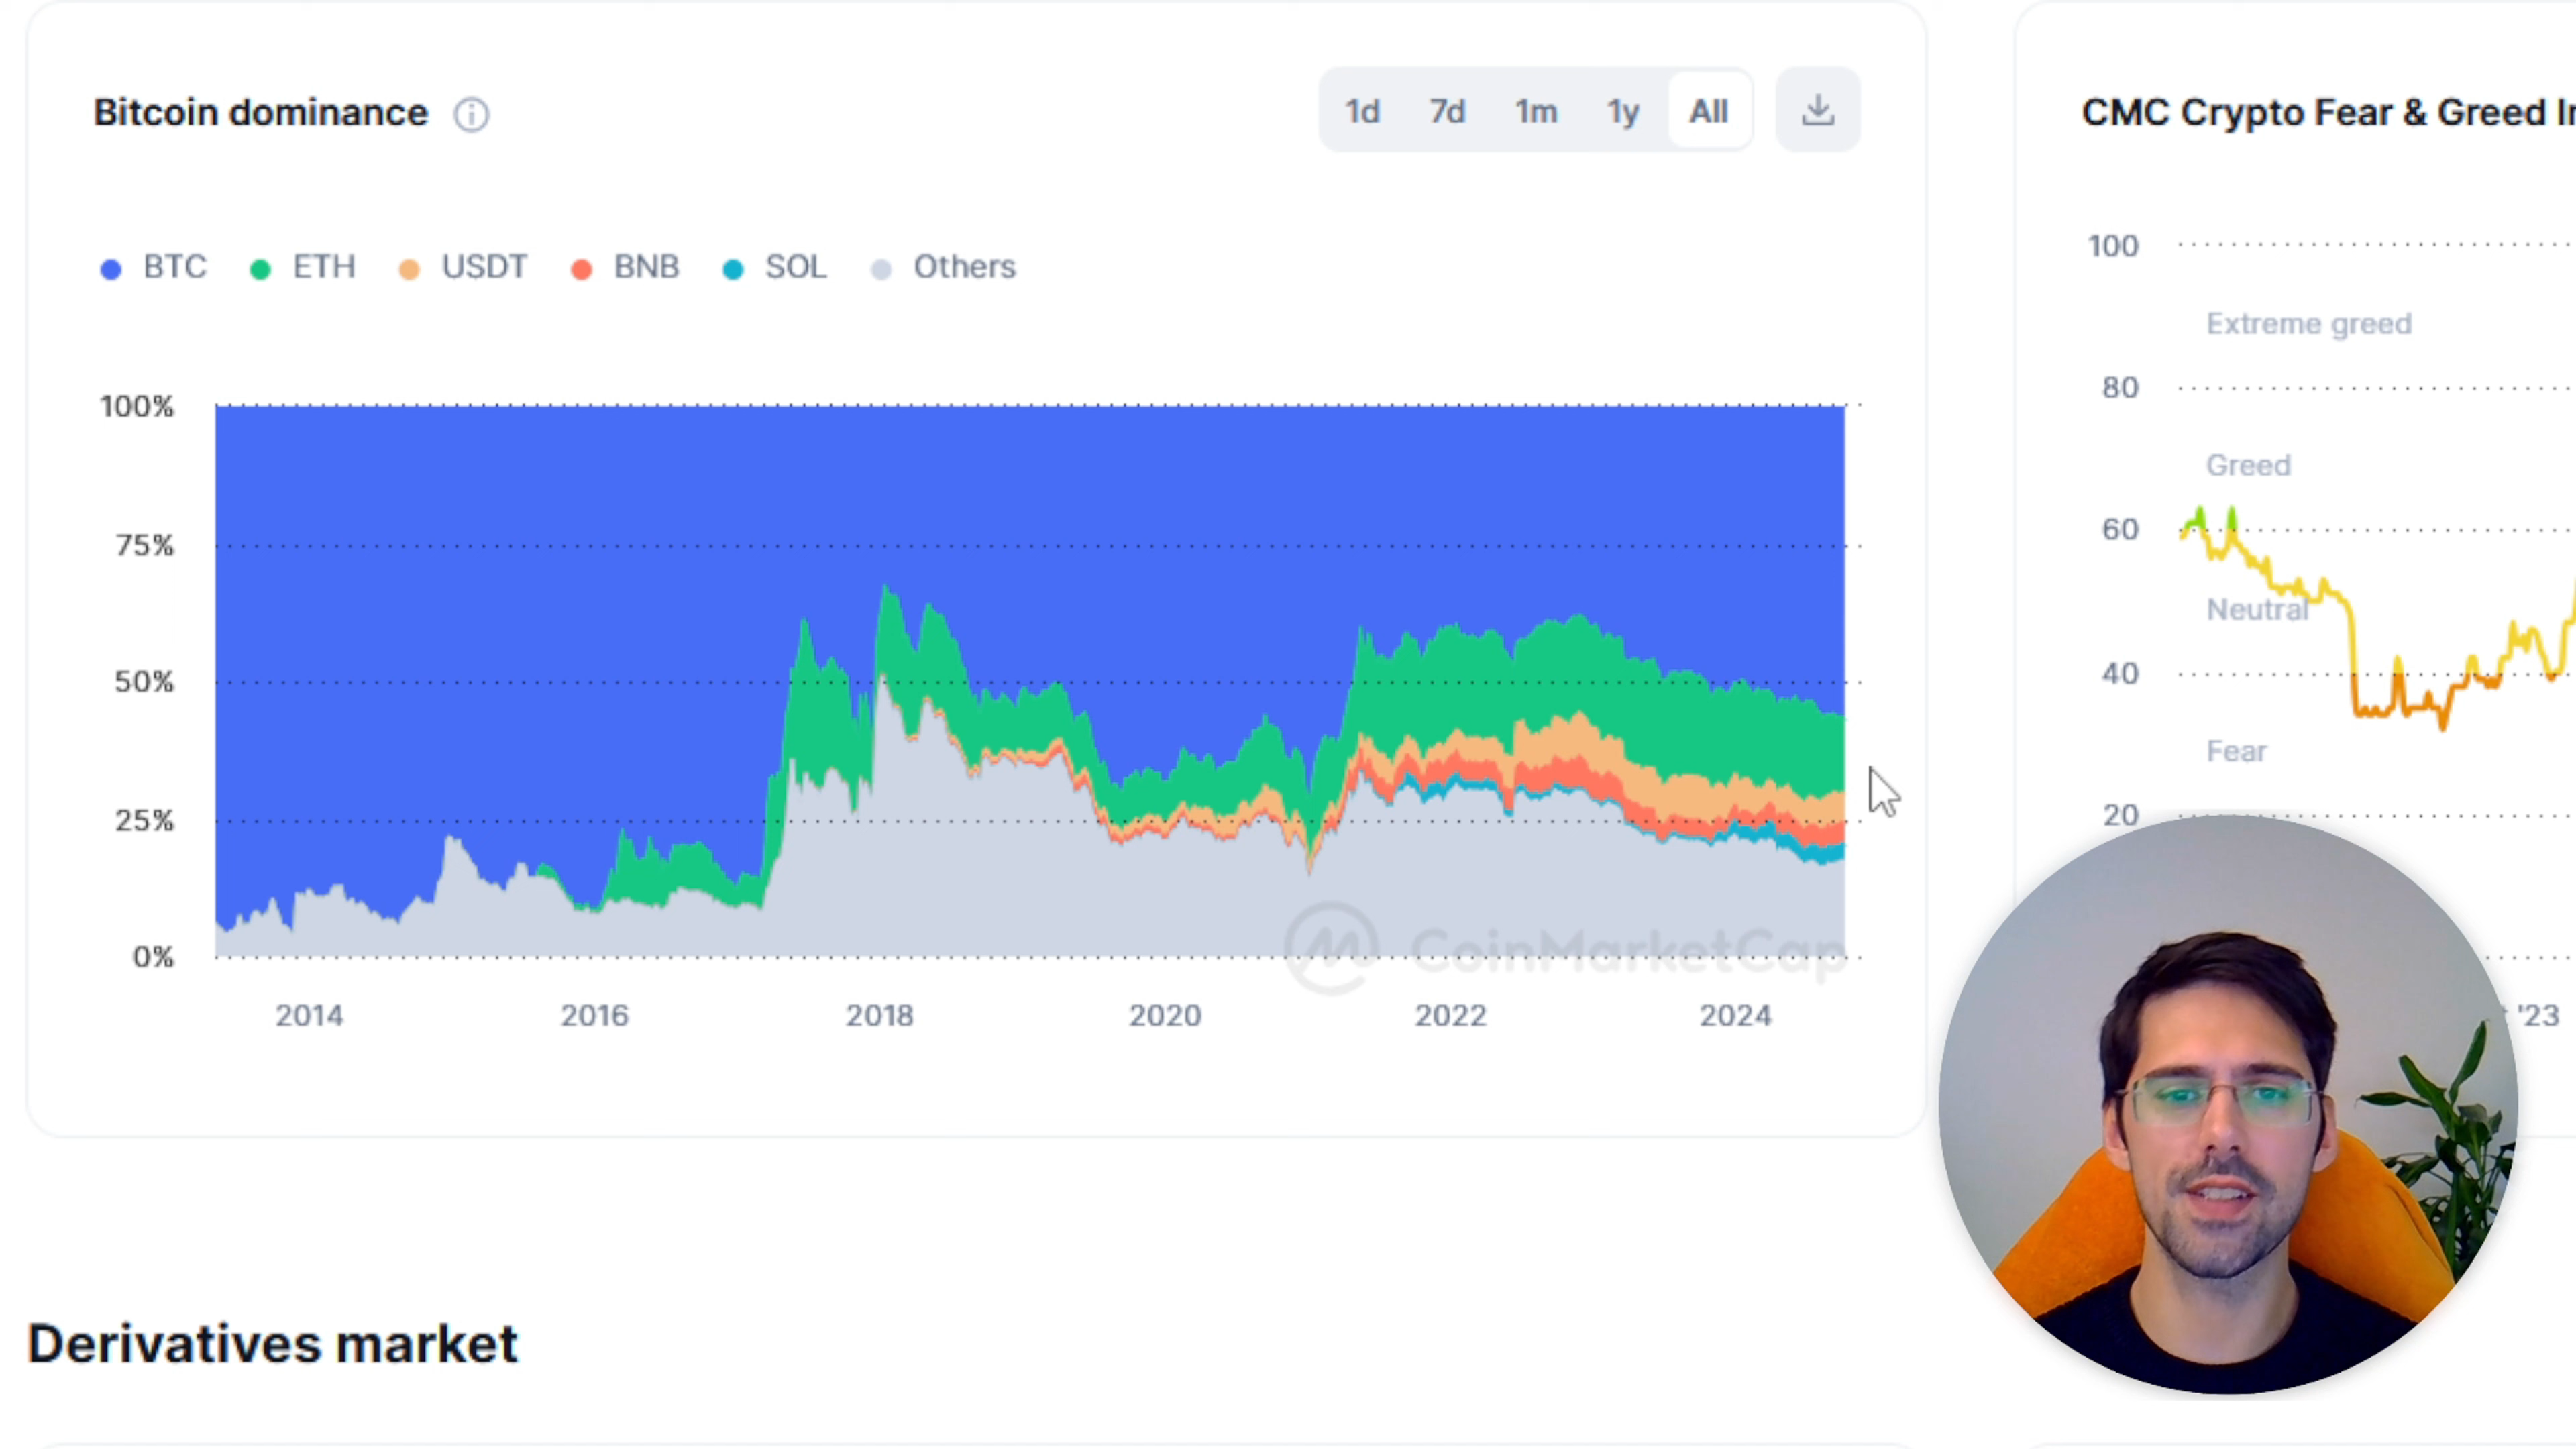 Bitcoin dominance
1d 7d 1m 1y All
BTC ETH USDT BNB SOL Others
100%
75%
50%
25%
0%
2014 2016 2018 2020 2022 2024
CoinMarketCap
CMC Crypto Fear & Greed
100
Extreme greed
80
Greed
60
Neutral
40
Fear
20
'23
Derivatives market